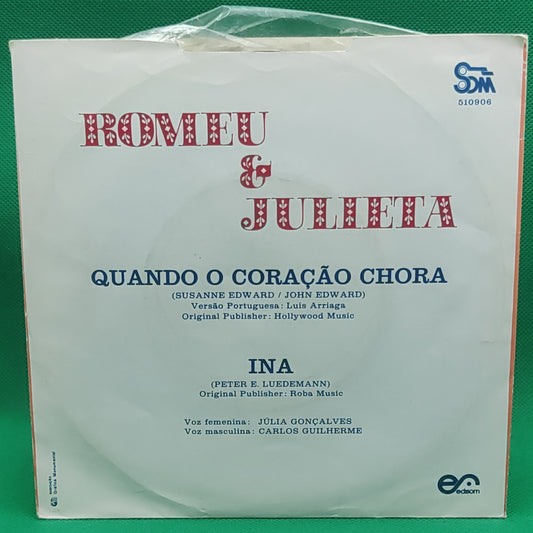 SDM
510906
ROMEU
&
JULIETA
QUANDO O CORAÇÃO CHORA
(SUSANNE EDWARD / JOHN EDWARD)
Versão Portuguesa: Luis Arriaga
Original Publisher: Hollywood Music
INA
(PETER E. LUEDEMANN)
Original Publisher: Roba Music
Voz femenina: JÚLIA GONÇALVES
Voz masculina: CARLOS GUILHERME
edisom